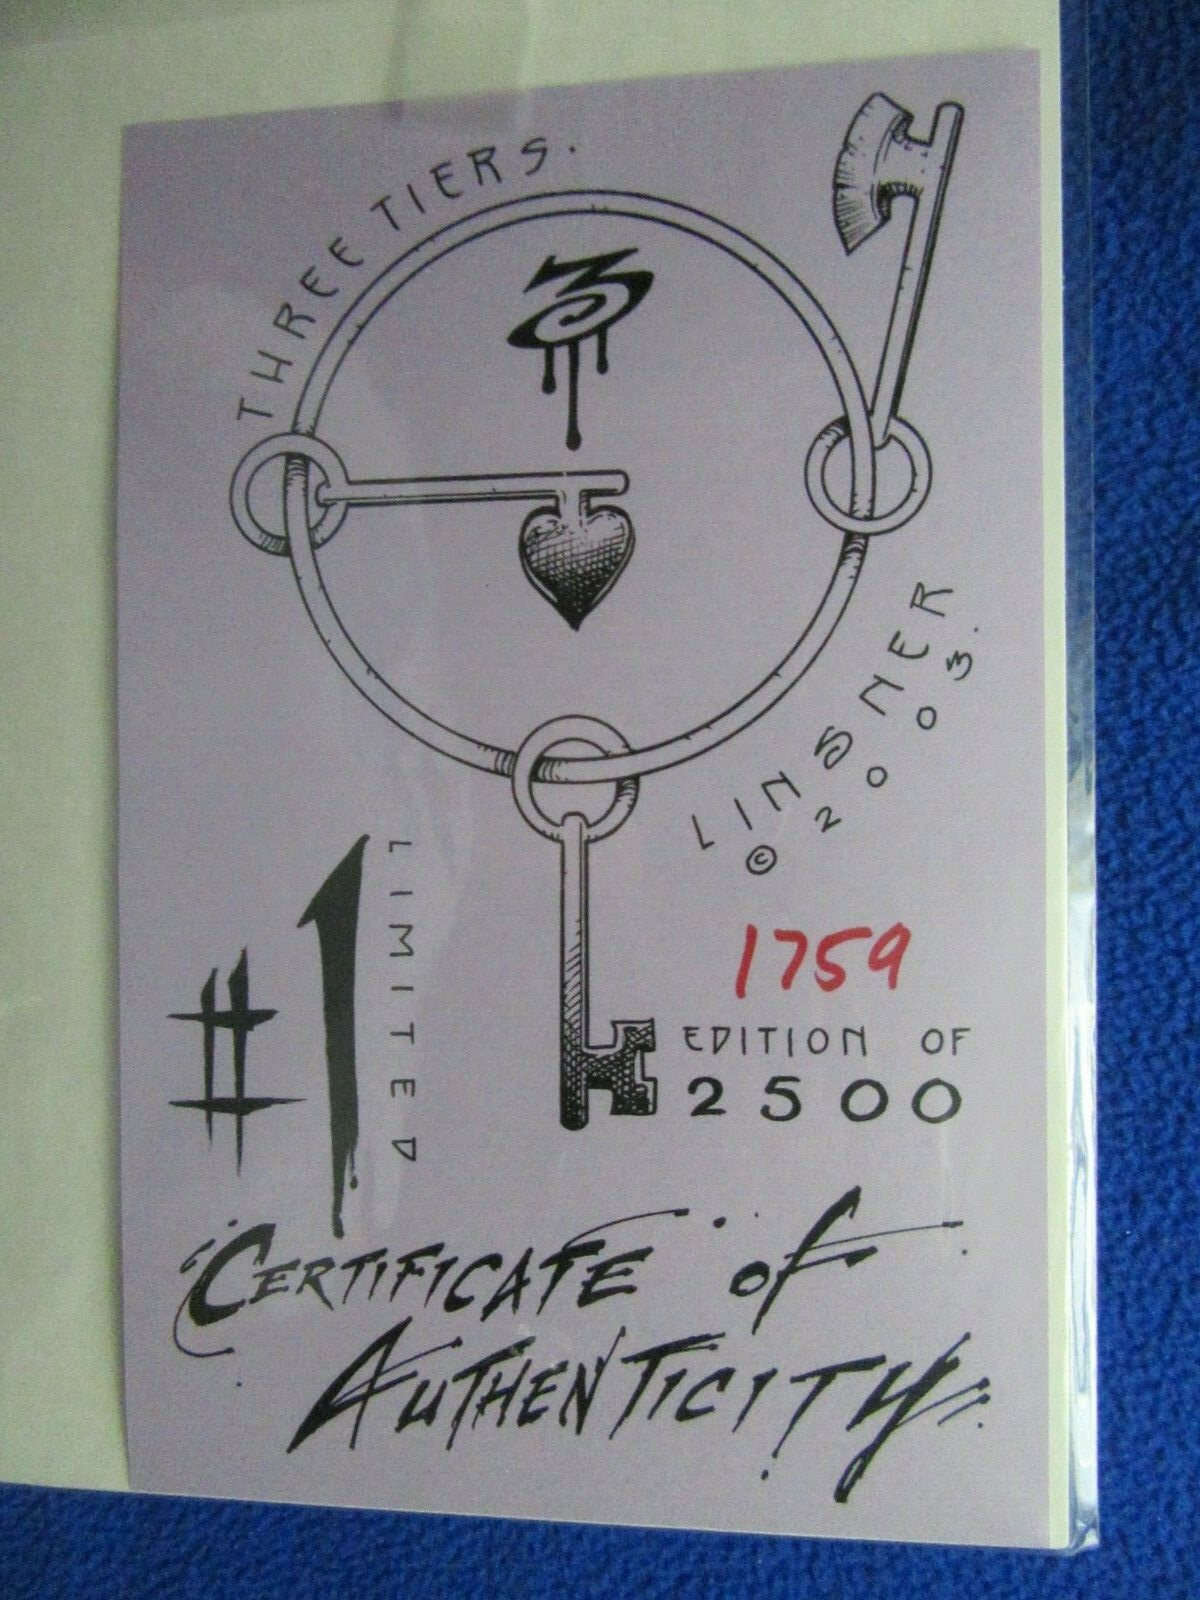 THREE TIERS.
3
LINSNER
© 2003.
#1
LIMITED
1759
EDITION OF
2500
CERTIFICATE of
AUTHENTICITY.